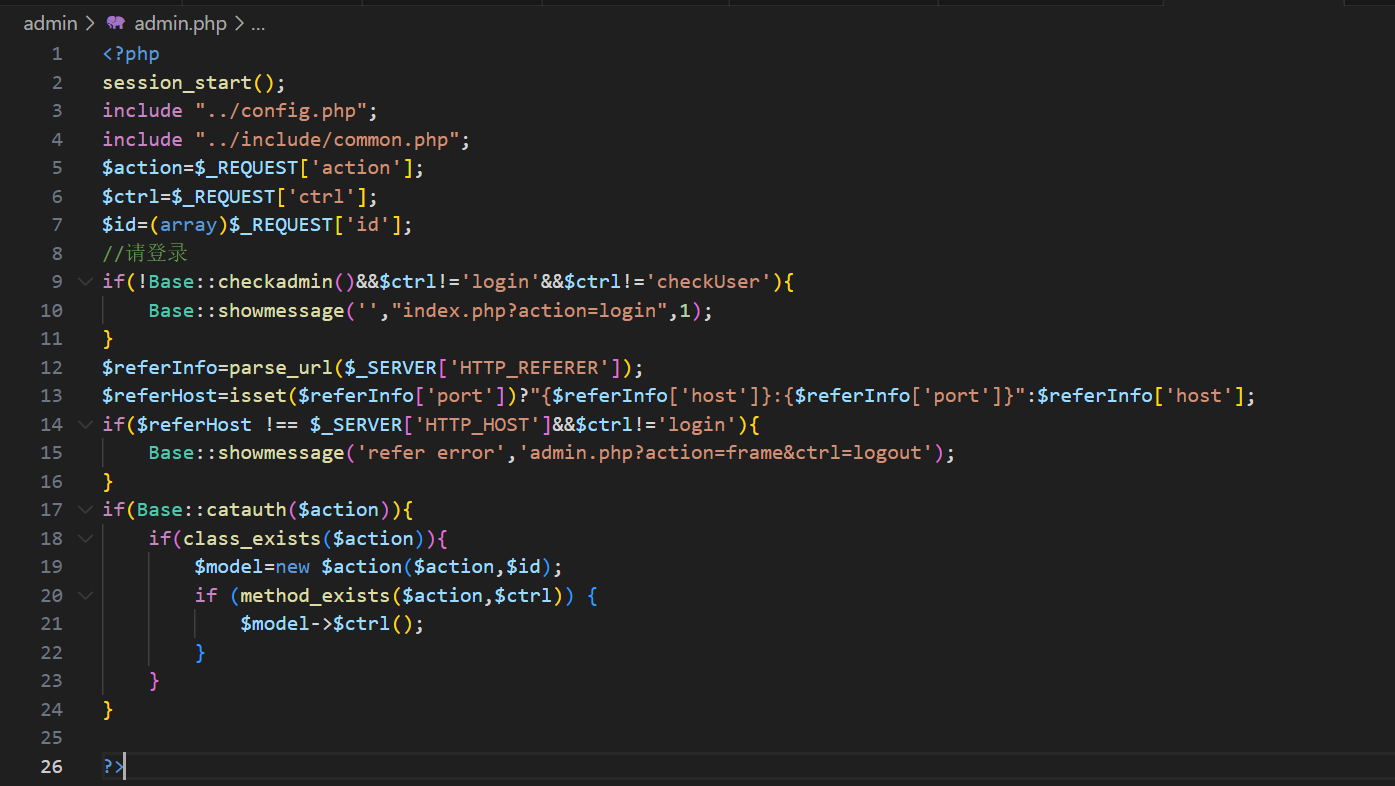 admin > admin.php > ...
1 <?php
2 session_start();
3 include "../config.php";
4 include "../include/common.php";
5 $action=$_REQUEST['action'];
6 $ctrl=$_REQUEST['ctrl'];
7 $id=(array)$_REQUEST['id'];
8 //请登录
9 if(!Base::checkadmin()&&$ctrl!='login'&&$ctrl!='checkUser'){
10     Base::showmessage('',"index.php?action=login",1);
11 }
12 $referInfo=parse_url($_SERVER['HTTP_REFERER']);
13 $referHost=isset($referInfo['port'])?"{$referInfo['host']}:{$referInfo['port']}":$referInfo['host'];
14 if($referHost !== $_SERVER['HTTP_HOST']&&$ctrl!='login'){
15     Base::showmessage('refer error','admin.php?action=frame&ctrl=logout');
16 }
17 if(Base::catauth($action)){
18     if(class_exists($action)){
19         $model=new $action($action,$id);
20         if (method_exists($action,$ctrl)) {
21             $model->$ctrl();
22         }
23     }
24 }
25
26 ?>